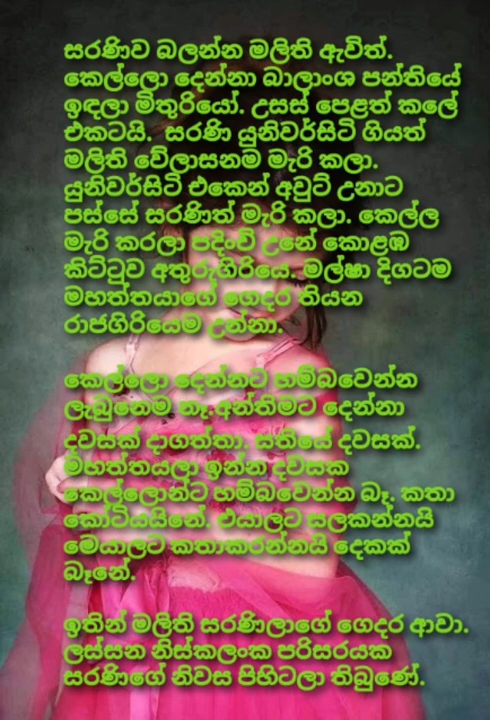 සරණිව බලන්න මලිති ඇවිත්.
කෙල්ලො දෙන්නා බාලාංශ පන්තියේ
ඉඳලා මිතුරියෝ. උසස් පෙළත් කලේ
එකටයි. සරණි යුනිවර්සිටි ගියත්
මලිති වේලාසනම මැරි කලා.
යුනිවර්සිටි එකෙන් අවුට් උනාට
පස්සේ සරණිත් මැරි කලා. කෙල්ල
මැරි කරලා පදිංචි උනේ කොළඹ
කිට්ටුව අතුරුගිරියෙ. මල්ෂා දිගටම
මහත්තයාගේ ගෙදර තියන
රාජගිරියෙම උන්නා.
කෙල්ලො දෙන්නට හම්බවෙන්න
ලැබුනෙම නෑ.අන්තිමට දෙන්නා
දවසක් දාගත්තා. සතියේ දවසක්.
මහත්තයලා ඉන්න දවසක
කෙල්ලොන්ට හම්බවෙන්න බෑ. කතා
කෝටියයිනේ. එයාලට සලකන්නයි
මෙයාලට කතාකරන්නයි දෙකක්
බෑනේ.
ඉතින් මලිති සරණිලාගේ ගෙදර ආවා.
ලස්සන නිස්කලංක පරිසරයක
සරණිගේ නිවස පිහිටලා තිබුණේ.